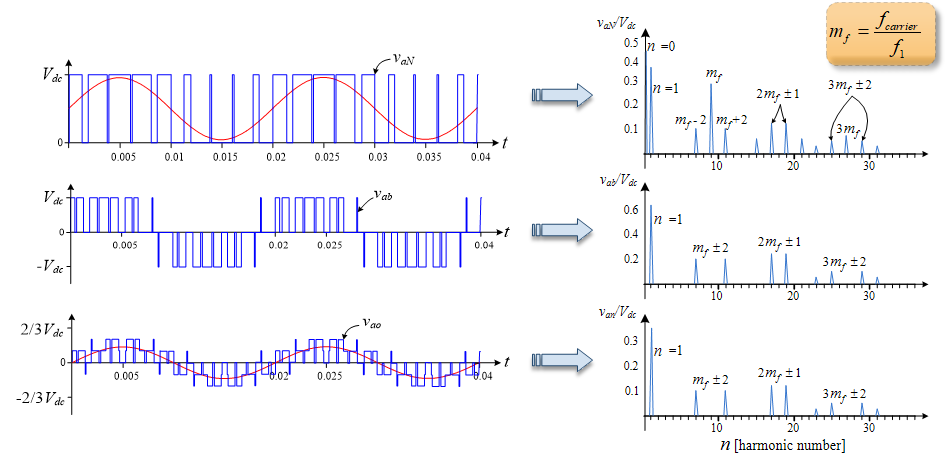 V_dc
0
v_aN
0.005 0.01 0.015 0.02 0.025 0.03 0.035 0.04 t
v_aN/V_dc
0.5
0.4
0.3
0.2
0.1
n =0
n =1
m_f
m_f - 2
m_f+2
2m_f ± 1
3m_f ± 2
3m_f
10 20 30
m_f = f_carrier / f_1
V_dc
0
-V_dc
v_ab
0.005 0.02 0.025 0.04 t
v_ab/V_dc
0.6
0.4
0.2
n =1
m_f ± 2
2m_f ± 1
3m_f ± 2
10 20 30
2/3V_dc
0
-2/3V_dc
v_ao
0.005 0.02 0.025 0.04 t
v_an/V_dc
0.3
0.2
0.1
n =1
m_f ± 2
2m_f ± 1
3m_f ± 2
10 20 30
n [harmonic number]